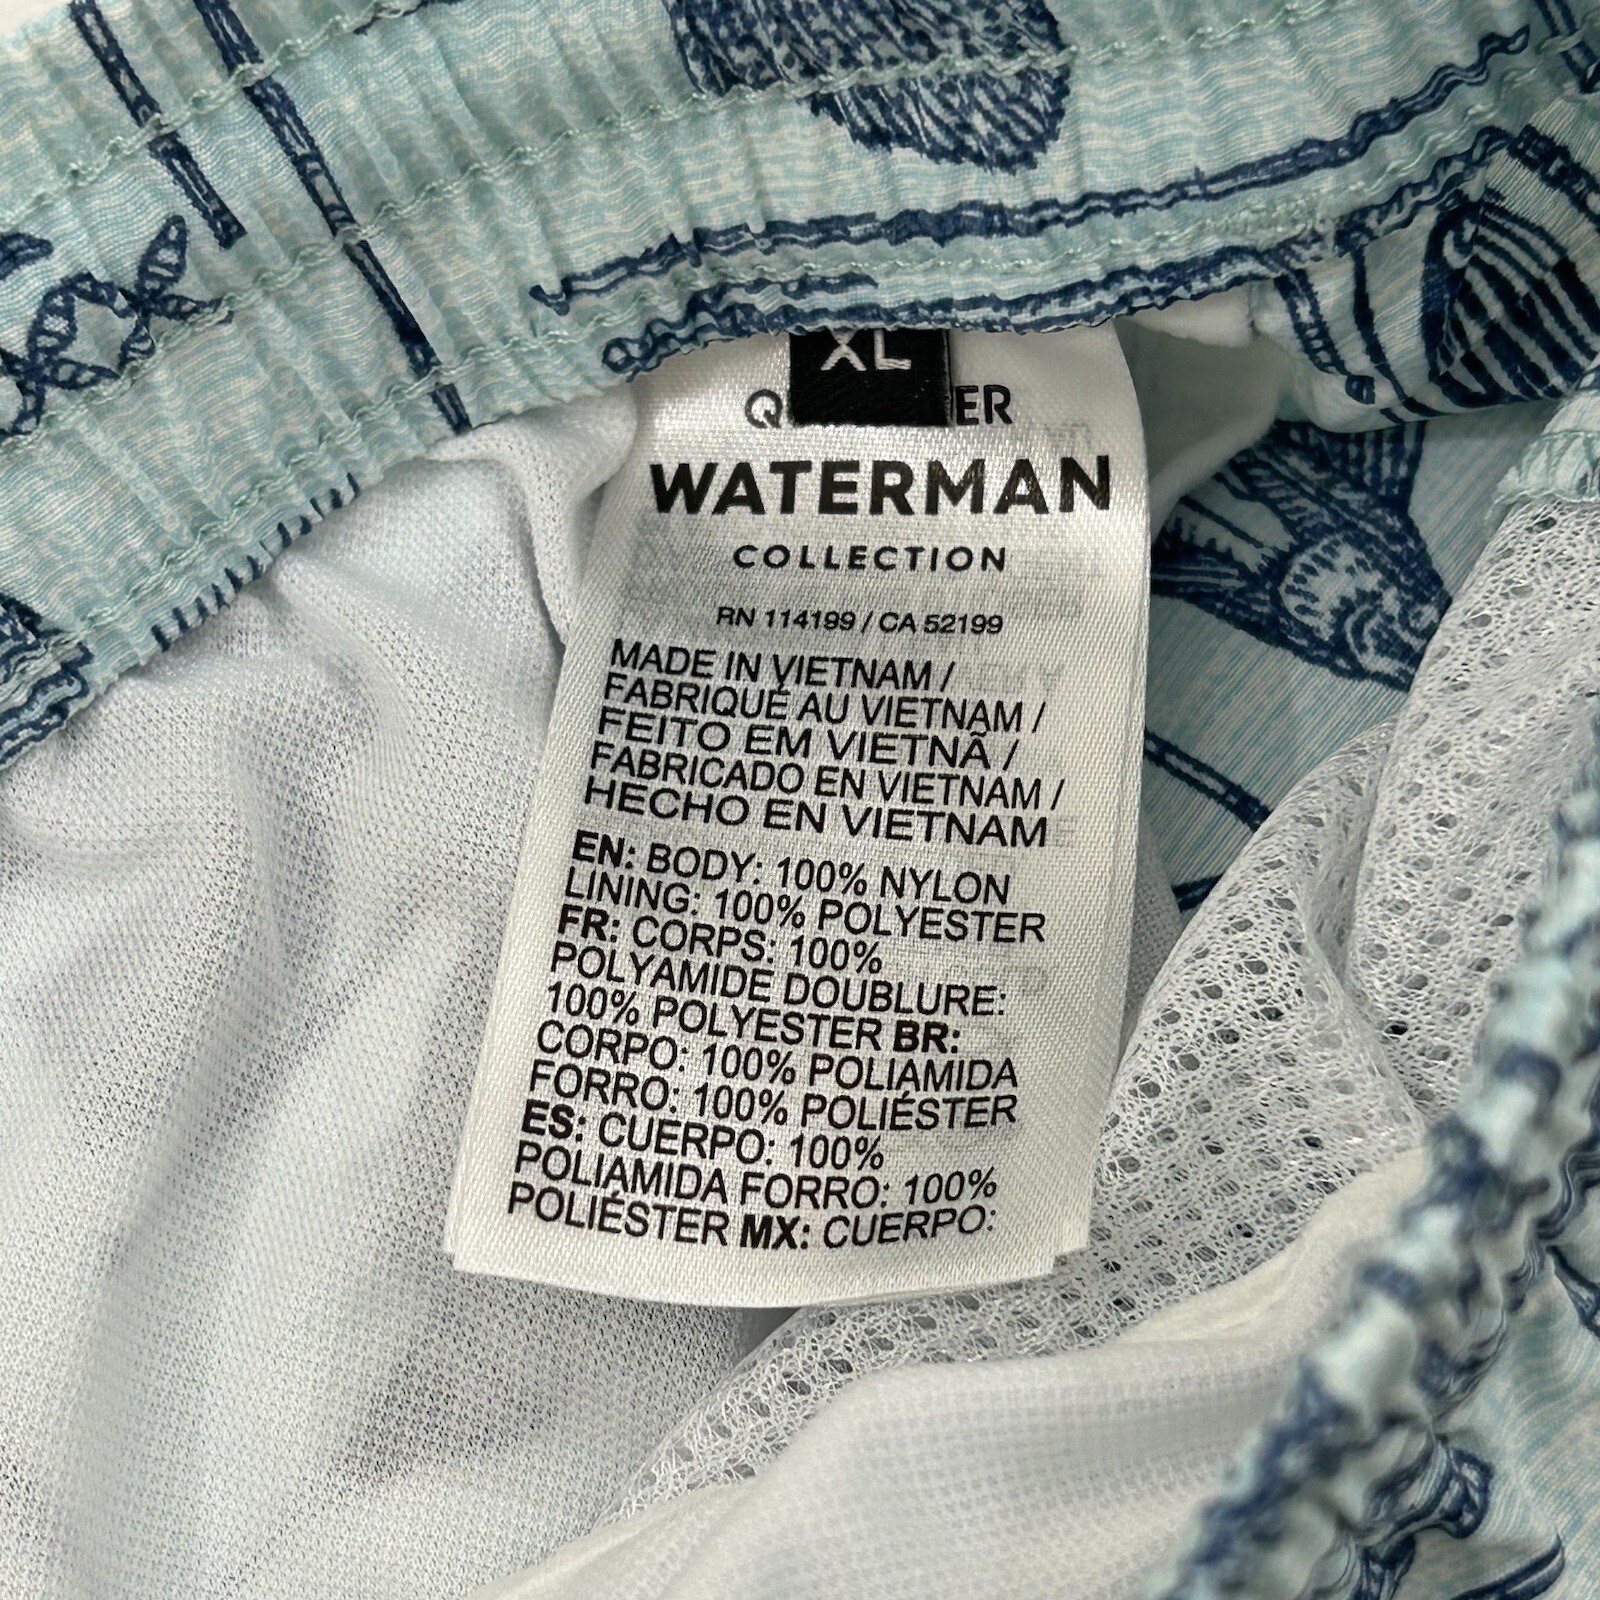 XL
WATERMAN
COLLECTION
RN 114199 / CA 52199
MADE IN VIETNAM /
FABRIQUÉ AU VIETNAM /
FEITO EM VIETNÃ /
FABRICADO EN VIETNAM /
HECHO EN VIETNAM
EN: BODY: 100% NYLON
LINING: 100% POLYESTER
FR: CORPS: 100%
POLYAMIDE DOUBLURE:
100% POLYESTER BR:
CORPO: 100% POLIAMIDA
FORRO: 100% POLIÉSTER
ES: CUERPO: 100%
POLIAMIDA FORRO: 100%
POLIÉSTER MX: CUERPO: